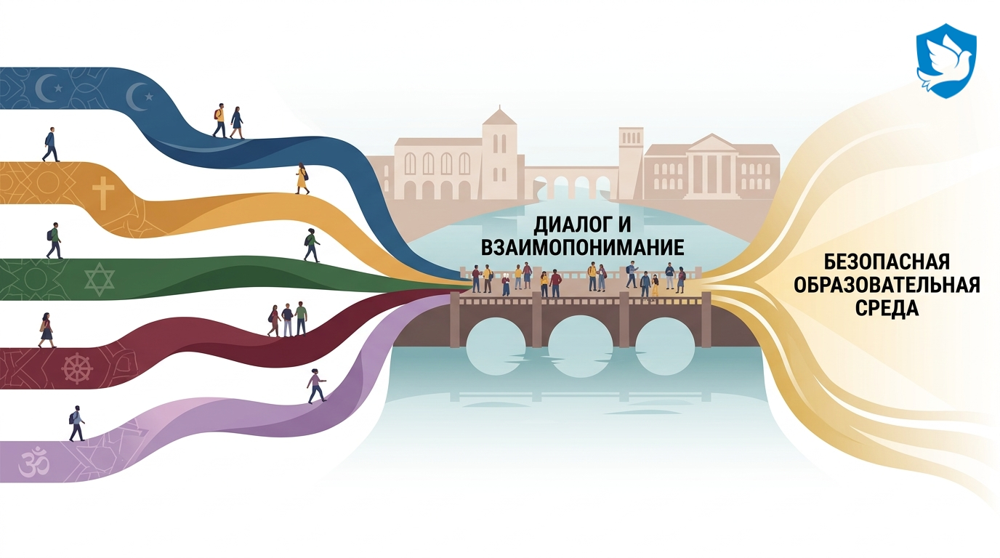 ДИАЛОГ И
ВЗАИМОПОНИМАНИЕ
БЕЗОПАСНАЯ
ОБРАЗОВАТЕЛЬНАЯ
СРЕДА